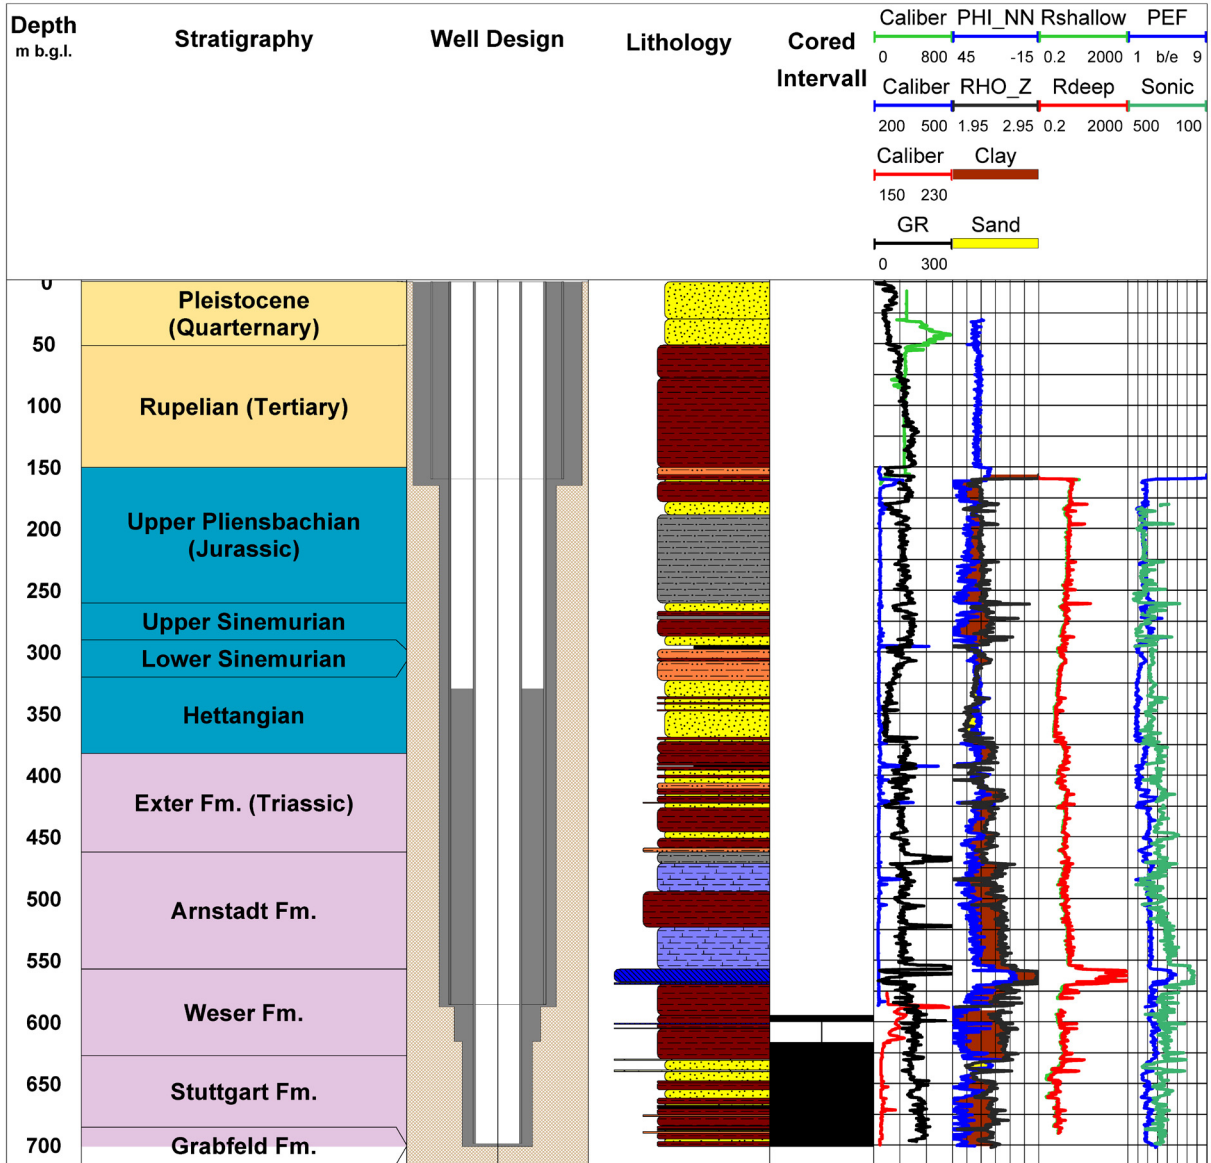 Depth
m b.g.l.
Stratigraphy
Well Design
Lithology
Cored
Intervall
Caliber PHI_NN Rshallow PEF
0 800 45 -15 0.2 2000 1 b/e 9
Caliber RHO_Z Rdeep Sonic
200 500 1.95 2.95 0.2 2000 500 100
Caliber Clay
150 230
GR Sand
0 300
0
Pleistocene
(Quarternary)
50
Rupelian (Tertiary)
100
150
Upper Pliensbachian
(Jurassic)
200
250
Upper Sinemurian
300
Lower Sinemurian
Hettangian
350
400
Exter Fm. (Triassic)
450
500
Arnstadt Fm.
550
Weser Fm.
600
650
Stuttgart Fm.
700
Grabfeld Fm.